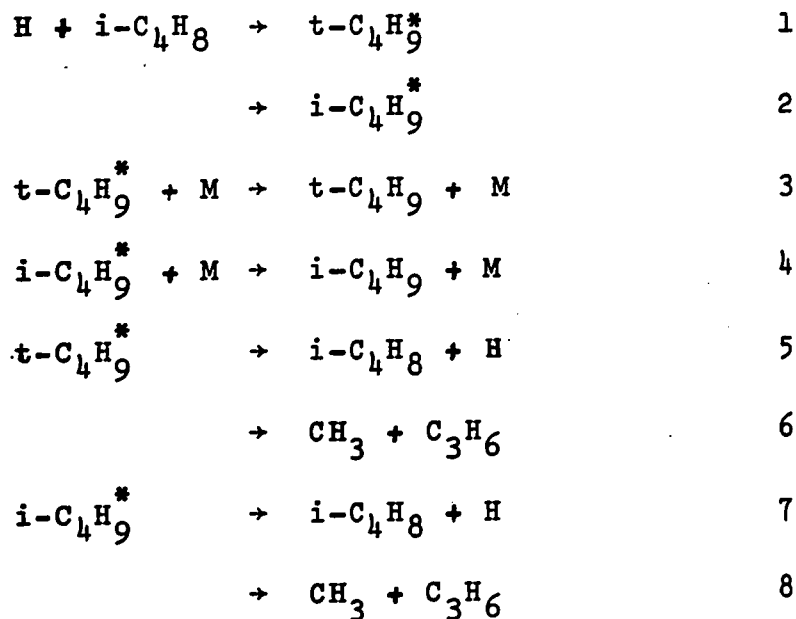 H + i-C₄H₈ → t-C₄H₉* 1
→ i-C₄H₉* 2
t-C₄H₉* + M → t-C₄H₉ + M 3
i-C₄H₉* + M → i-C₄H₉ + M 4
t-C₄H₉* → i-C₄H₈ + H 5
→ CH₃ + C₃H₆ 6
i-C₄H₉* → i-C₄H₈ + H 7
→ CH₃ + C₃H₆ 8